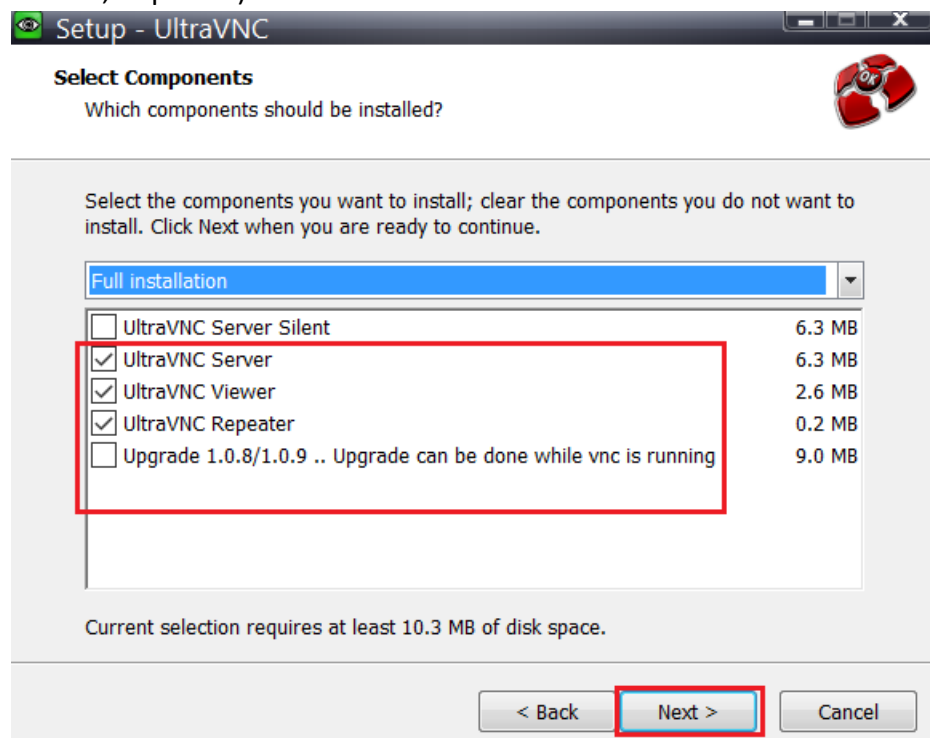 Setup - UltraVNC
Select Components
Which components should be installed?
OK
Select the components you want to install; clear the components you do not want to
install. Click Next when you are ready to continue.
Full installation
UltraVNC Server Silent 6.3 MB
UltraVNC Server 6.3 MB
UltraVNC Viewer 2.6 MB
UltraVNC Repeater 0.2 MB
Upgrade 1.0.8/1.0.9 .. Upgrade can be done while vnc is running 9.0 MB
Current selection requires at least 10.3 MB of disk space.
< Back Next > Cancel